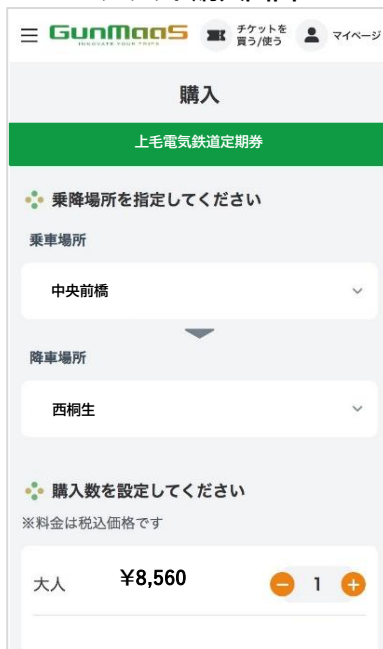 GunMaaS
INNOVATE YOUR TRIPS
チケットを
買う/使う
マイページ
購入
上毛電気鉄道定期券
乗降場所を指定してください
乗車場所
中央前橋
降車場所
西桐生
購入数を設定してください
※料金は税込価格です
大人 ¥8,560 1